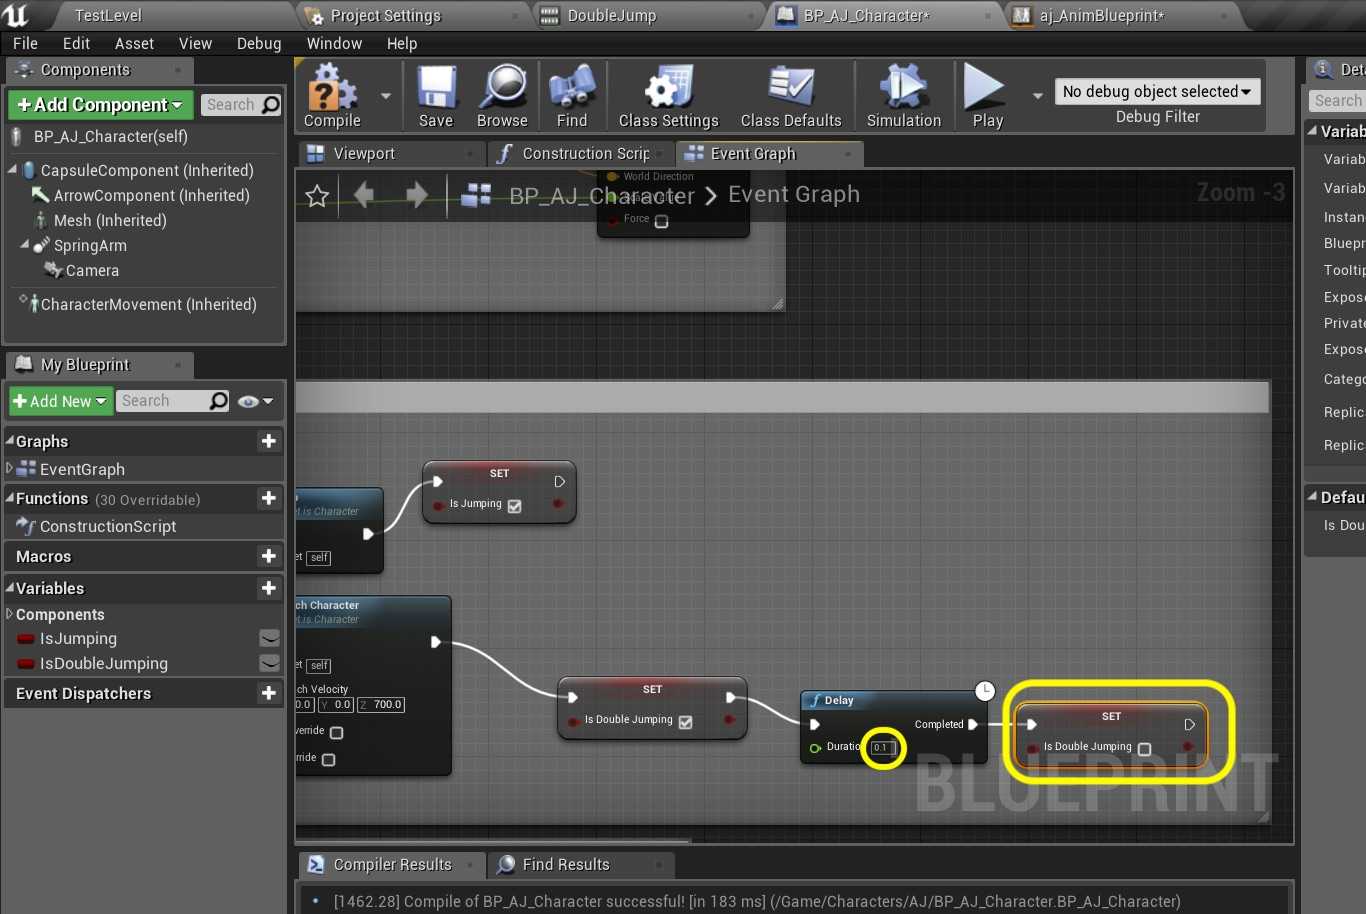 TestLevel
Project Settings
DoubleJump
BP_AJ_Character*
aj_AnimBlueprint*
File Edit Asset View Debug Window Help
Components
Add Component
Search
BP_AJ_Character(self)
CapsuleComponent (Inherited)
ArrowComponent (Inherited)
Mesh (Inherited)
SpringArm
Camera
CharacterMovement (Inherited)
My Blueprint
Add New
Search
Graphs
EventGraph
Functions (30 Overridable)
ConstructionScript
Macros
Variables
Components
IsJumping
IsDoubleJumping
Event Dispatchers
Compile
Save
Browse
Find
Class Settings
Class Defaults
Simulation
Play
No debug object selected
Debug Filter
Viewport
Construction Scrip
Event Graph
BP_AJ_Character > Event Graph
Zoom -3
World Direction
Force
SET
Is Jumping
et is Character
et self
ch Character
et is Character
et self
ch Velocity
0.0 Y 0.0 Z 700.0
verride
rride
SET
Is Double Jumping
Delay
Completed
Duratio 0.1
SET
Is Double Jumping
BLUEPRINT
Compiler Results
Find Results
[1462.28] Compile of BP_AJ_Character successful! [in 183 ms] (/Game/Characters/AJ/BP_AJ_Character.BP_AJ_Character)
Deta
Search
Variab
Variab
Variab
Instan
Bluepr
Tooltip
Expose
Private
Expose
Catego
Replic
Replic
Defau
Is Dou